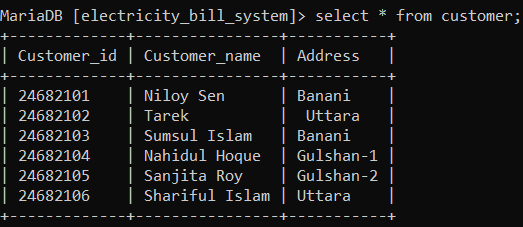 MariaDB [electricity_bill_system]> select * from customer;
+-------------+----------------+-----------+
| Customer_id | Customer_name  | Address   |
+-------------+----------------+-----------+
| 24682101    | Niloy Sen      | Banani    |
| 24682102    | Tarek          |  Uttara   |
| 24682103    | Sumsul Islam   | Banani    |
| 24682104    | Nahidul Hoque  | Gulshan-1 |
| 24682105    | Sanjita Roy    | Gulshan-2 |
| 24682106    | Shariful Islam | Uttara    |
+-------------+----------------+-----------+